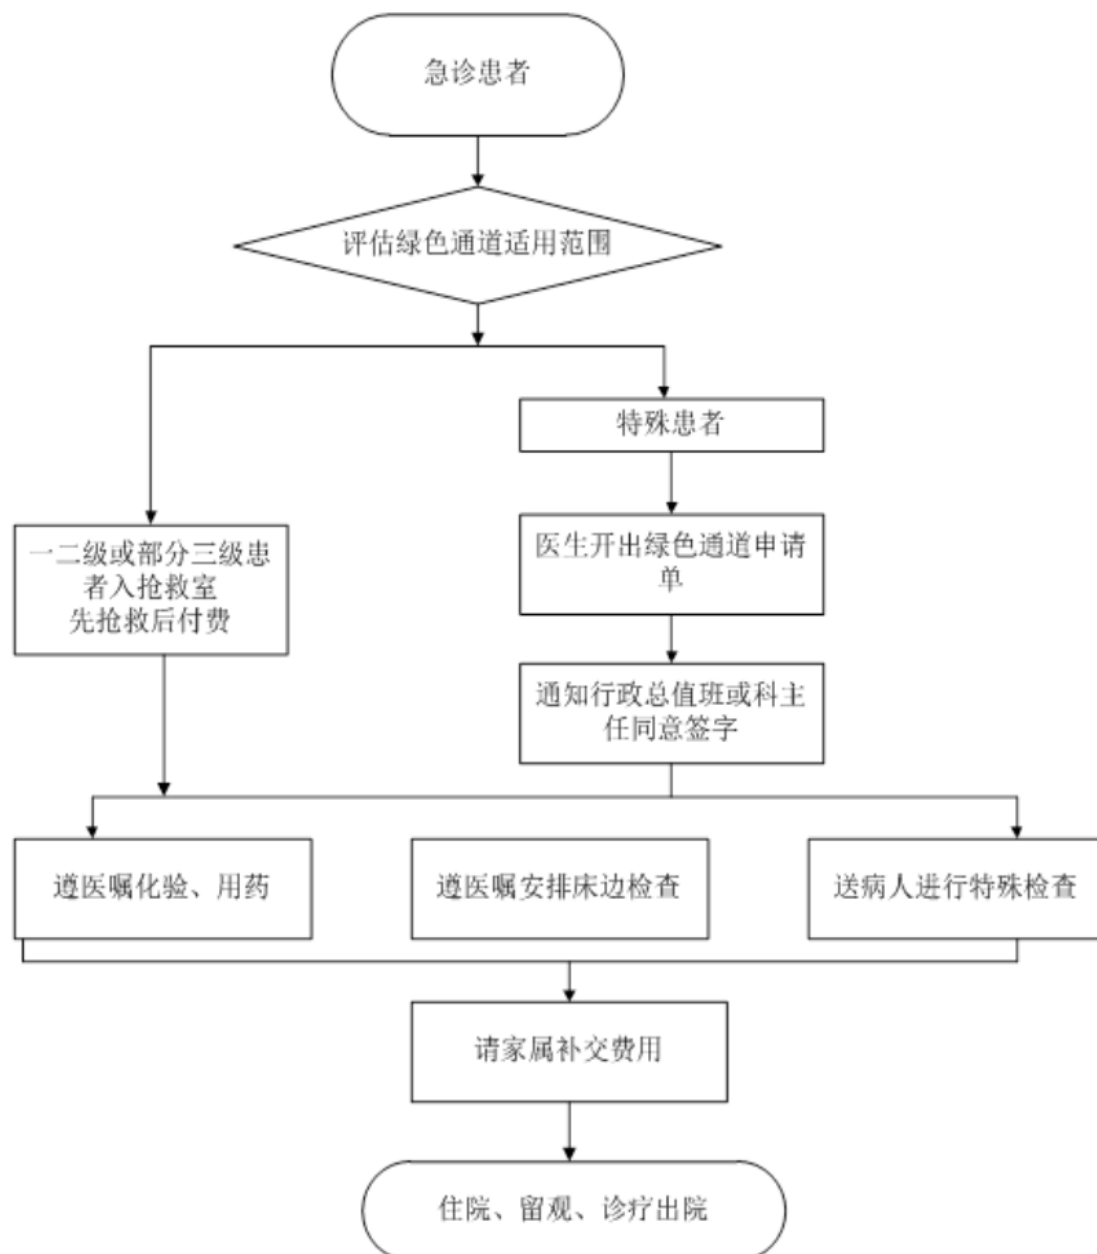 急诊患者
评估绿色通道适用范围
特殊患者
一二级或部分三级患
者入抢救室
先抢救后付费
医生开出绿色通道申请
单
通知行政总值班或科主
任同意签字
遵医嘱化验、用药
遵医嘱安排床边检查
送病人进行特殊检查
请家属补交费用
住院、留观、诊疗出院